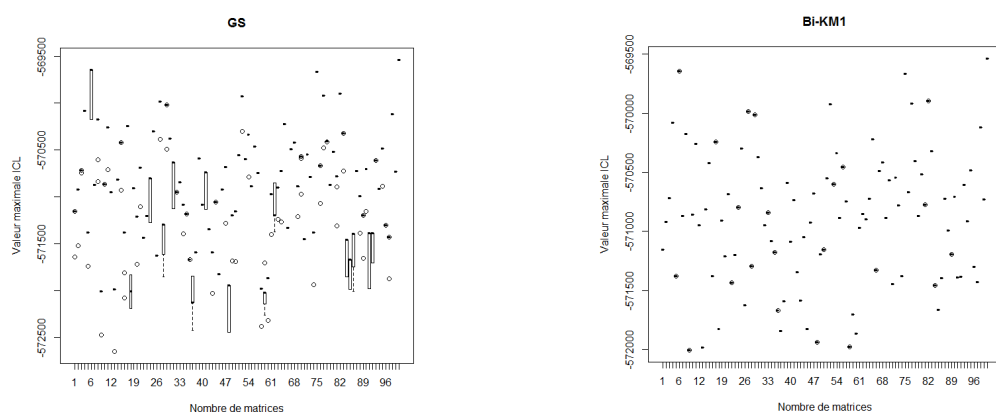 GS
Valeur maximale ICL
-569500
-570500
-571500
-572500
1 6 12 19 26 33 40 47 54 61 68 75 82 89 96
Nombre de matrices
Bi-KM1
Valeur maximale ICL
-569500
-570000
-570500
-571000
-571500
-572000
1 6 12 19 26 33 40 47 54 61 68 75 82 89 96
Nombre de matrices